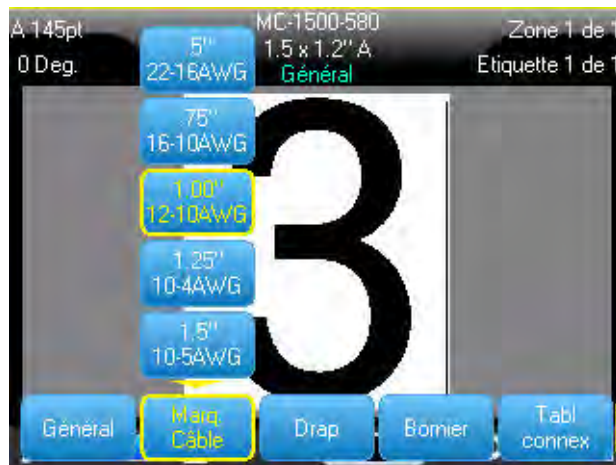 A 145pt
MC-1500-580
Zone 1 de 1
0 Deg.
1.5 x 1.2" A
Etiquette 1 de 1
Général
.5"
22-16AWG
.75"
16-10AWG
1.00"
12-10AWG
1.25"
10-4AWG
1.5"
10-5AWG
3
Général
Marq.
Câble
Drap
Bornier
Tabl
connex